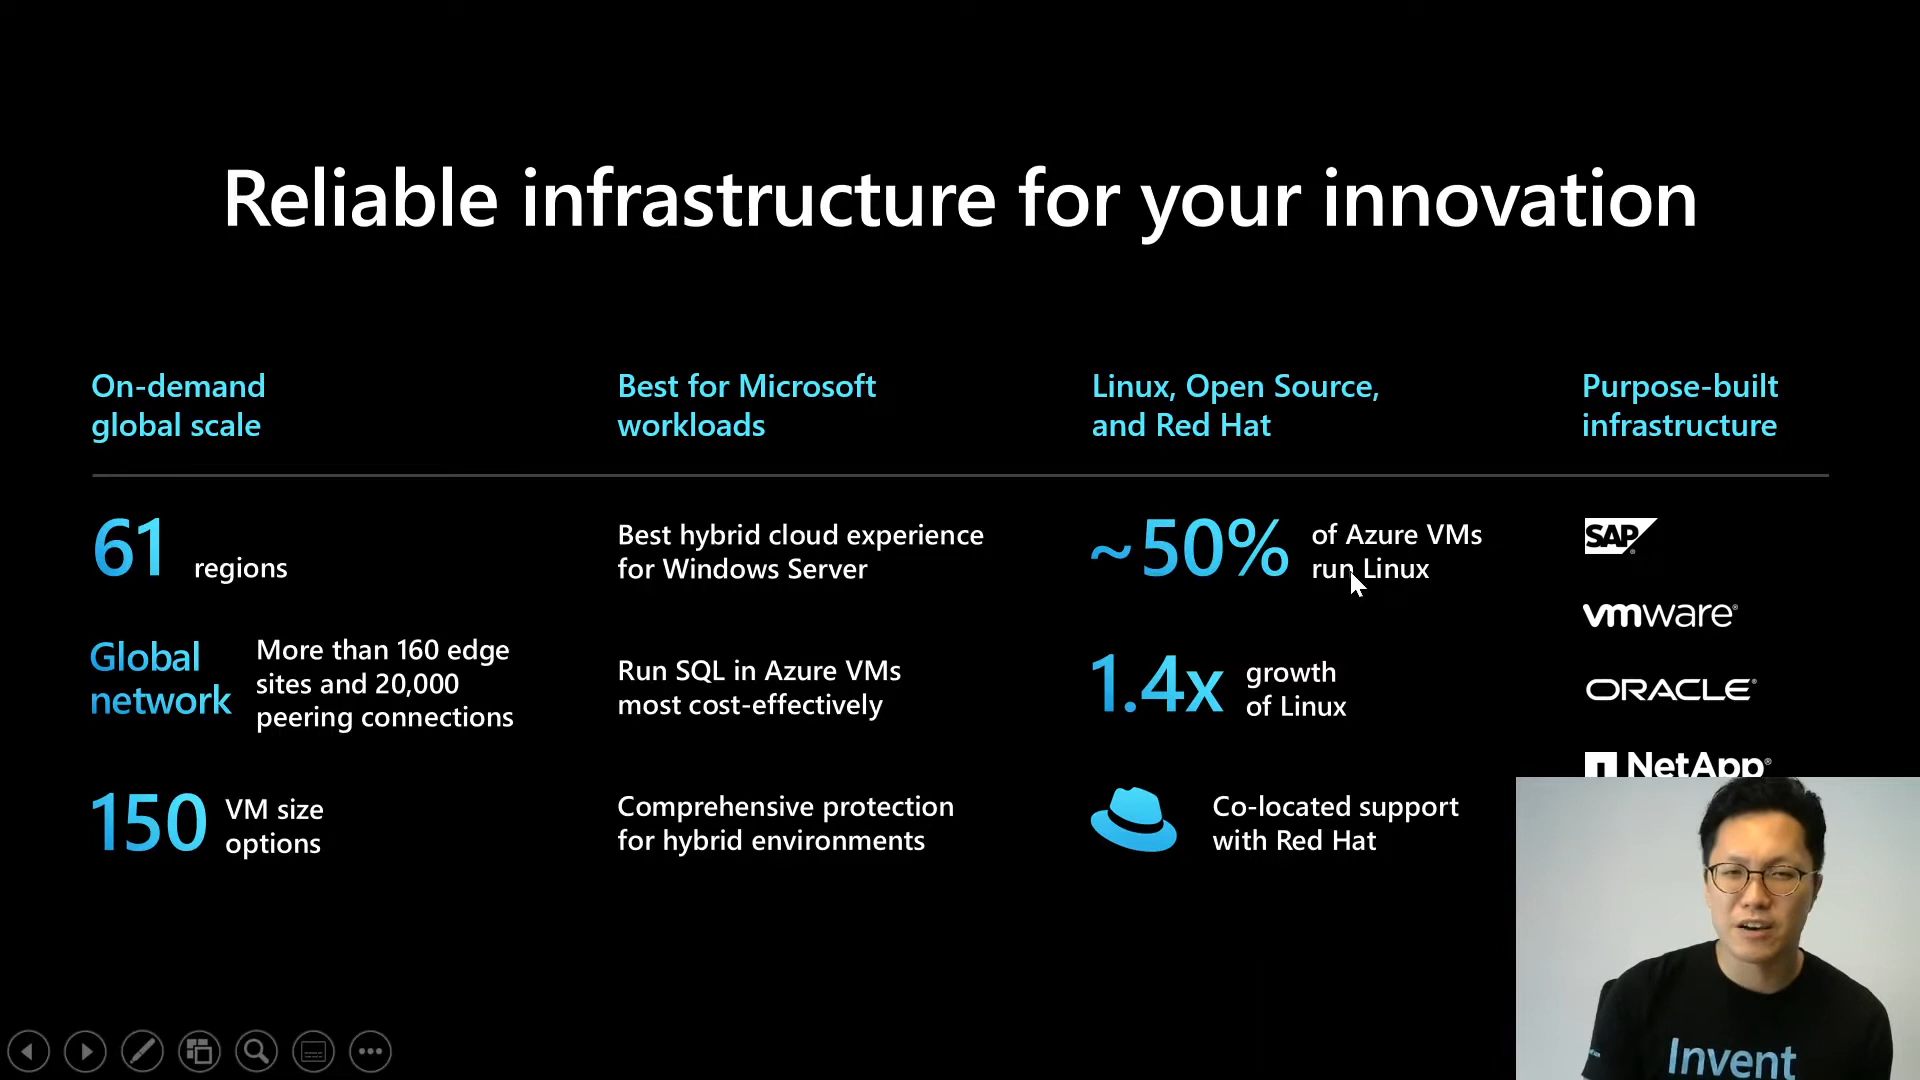 Reliable infrastructure for your innovation
On-demand
global scale
61 regions
Global
network
More than 160 edge
sites and 20,000
peering connections
150
VM size
options
Best for Microsoft
workloads
Best hybrid cloud experience
for Windows Server
Run SQL in Azure VMs
most cost-effectively
Comprehensive protection
for hybrid environments
Linux, Open Source,
and Red Hat
~50%
of Azure VMs
run Linux
1.4x
growth
of Linux
Co-located support
with Red Hat
Purpose-built
infrastructure
SAP®
vmware®
ORACLE®
NetApp®
Invent